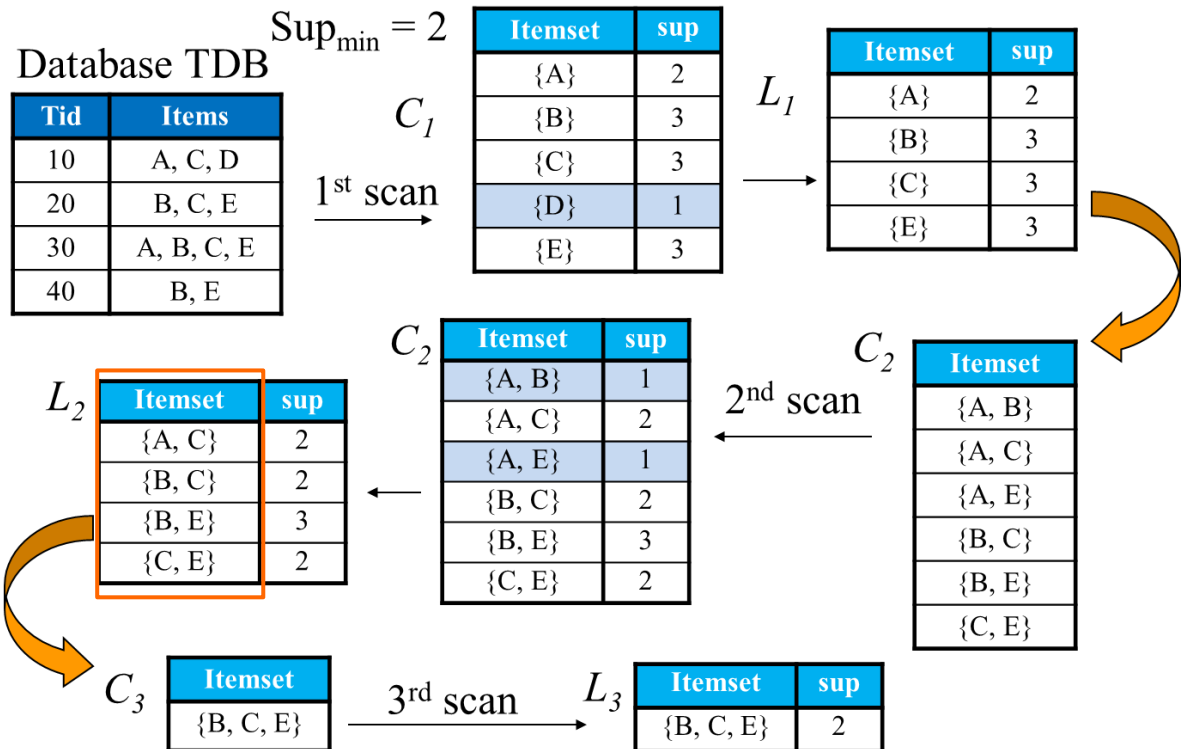 Sup_min = 2
Database TDB
Tid Items
10 A, C, D
20 B, C, E
30 A, B, C, E
40 B, E
1st scan
C1
Itemset sup
{A} 2
{B} 3
{C} 3
{D} 1
{E} 3
L1
Itemset sup
{A} 2
{B} 3
{C} 3
{E} 3
C2
Itemset
{A, B}
{A, C}
{A, E}
{B, C}
{B, E}
{C, E}
2nd scan
C2
Itemset sup
{A, B} 1
{A, C} 2
{A, E} 1
{B, C} 2
{B, E} 3
{C, E} 2
L2
Itemset sup
{A, C} 2
{B, C} 2
{B, E} 3
{C, E} 2
C3
Itemset
{B, C, E}
3rd scan
L3
Itemset sup
{B, C, E} 2